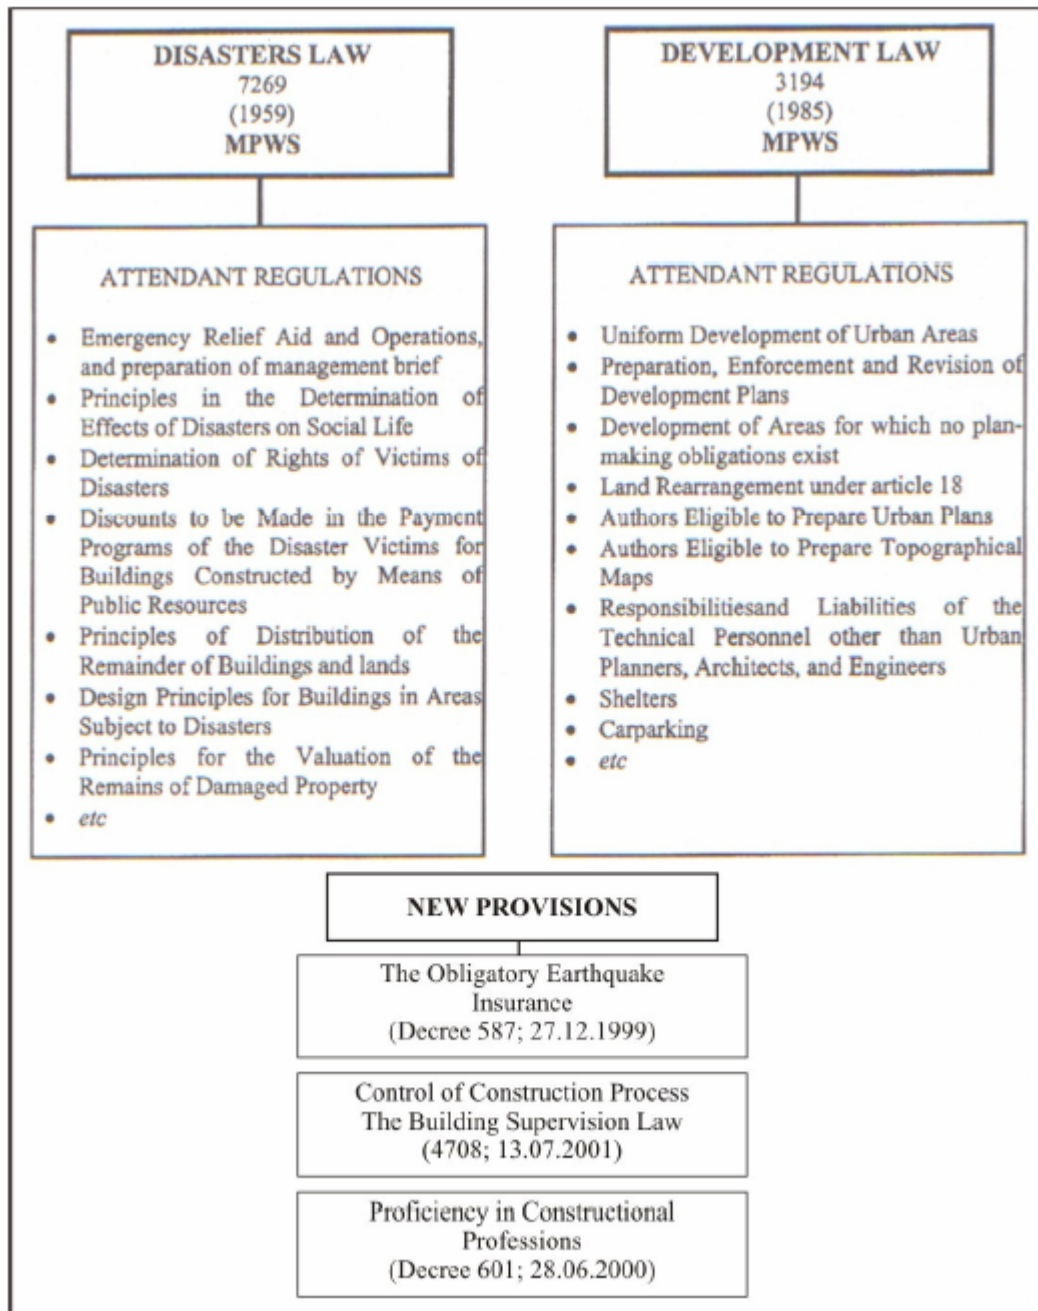 DISASTERS LAW
7269
(1959)
MPWS
DEVELOPMENT LAW
3194
(1985)
MPWS
ATTENDANT REGULATIONS
• Emergency Relief Aid and Operations,
and preparation of management brief
• Principles in the Determination of
Effects of Disasters on Social Life
• Determination of Rights of Victims of
Disasters
• Discounts to be Made in the Payment
Programs of the Disaster Victims for
Buildings Constructed by Means of
Public Resources
• Principles of Distribution of the
Remainder of Buildings and lands
• Design Principles for Buildings in Areas
Subject to Disasters
• Principles for the Valuation of the
Remains of Damaged Property
• etc
ATTENDANT REGULATIONS
• Uniform Development of Urban Areas
• Preparation, Enforcement and Revision of
Development Plans
• Development of Areas for which no plan-
making obligations exist
• Land Rearrangement under article 18
• Authors Eligible to Prepare Urban Plans
• Authors Eligible to Prepare Topographical
Maps
• Responsibilitiesand Liabilities of the
Technical Personnel other than Urban
Planners, Architects, and Engineers
• Shelters
• Carparking
• etc
NEW PROVISIONS
The Obligatory Earthquake
Insurance
(Decree 587; 27.12.1999)
Control of Construction Process
The Building Supervision Law
(4708; 13.07.2001)
Proficiency in Constructional
Professions
(Decree 601; 28.06.2000)